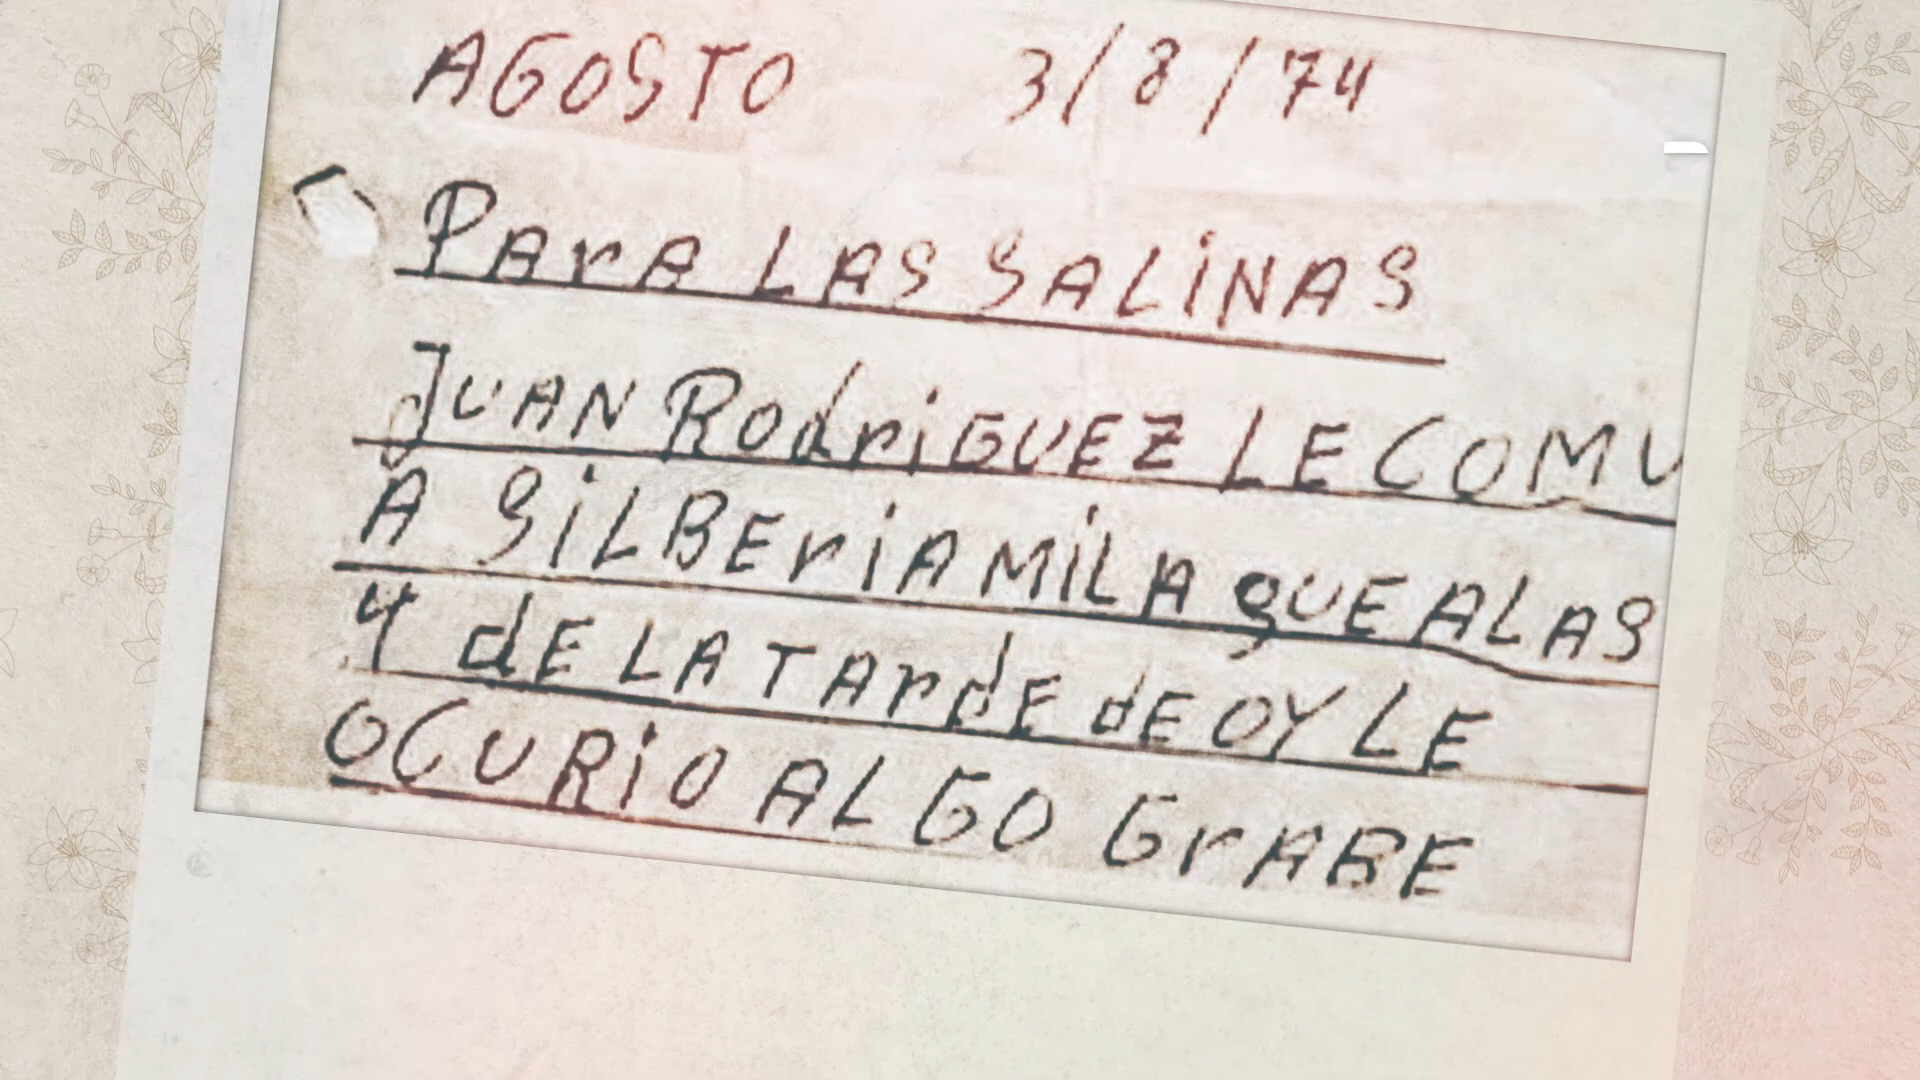 AGOSTO 3/8/74
PArA LAS SALiNAS
JUAN RodriGUEZ LE COMU
A SiLBEriA MiLA QUE A LAS
4 dE LA TArdE dE OY LE
OCURiO ALGO GrABE